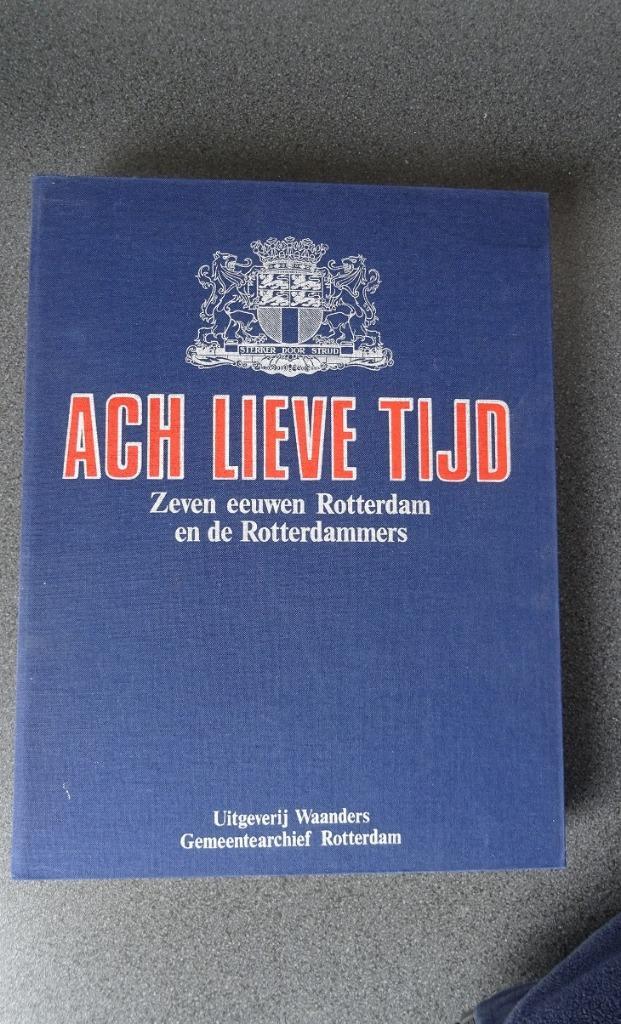 STERKER DOOR STRIJD
ACH LIEVE TIJD
Zeven eeuwen Rotterdam
en de Rotterdammers
Uitgeverij Waanders
Gemeentearchief Rotterdam